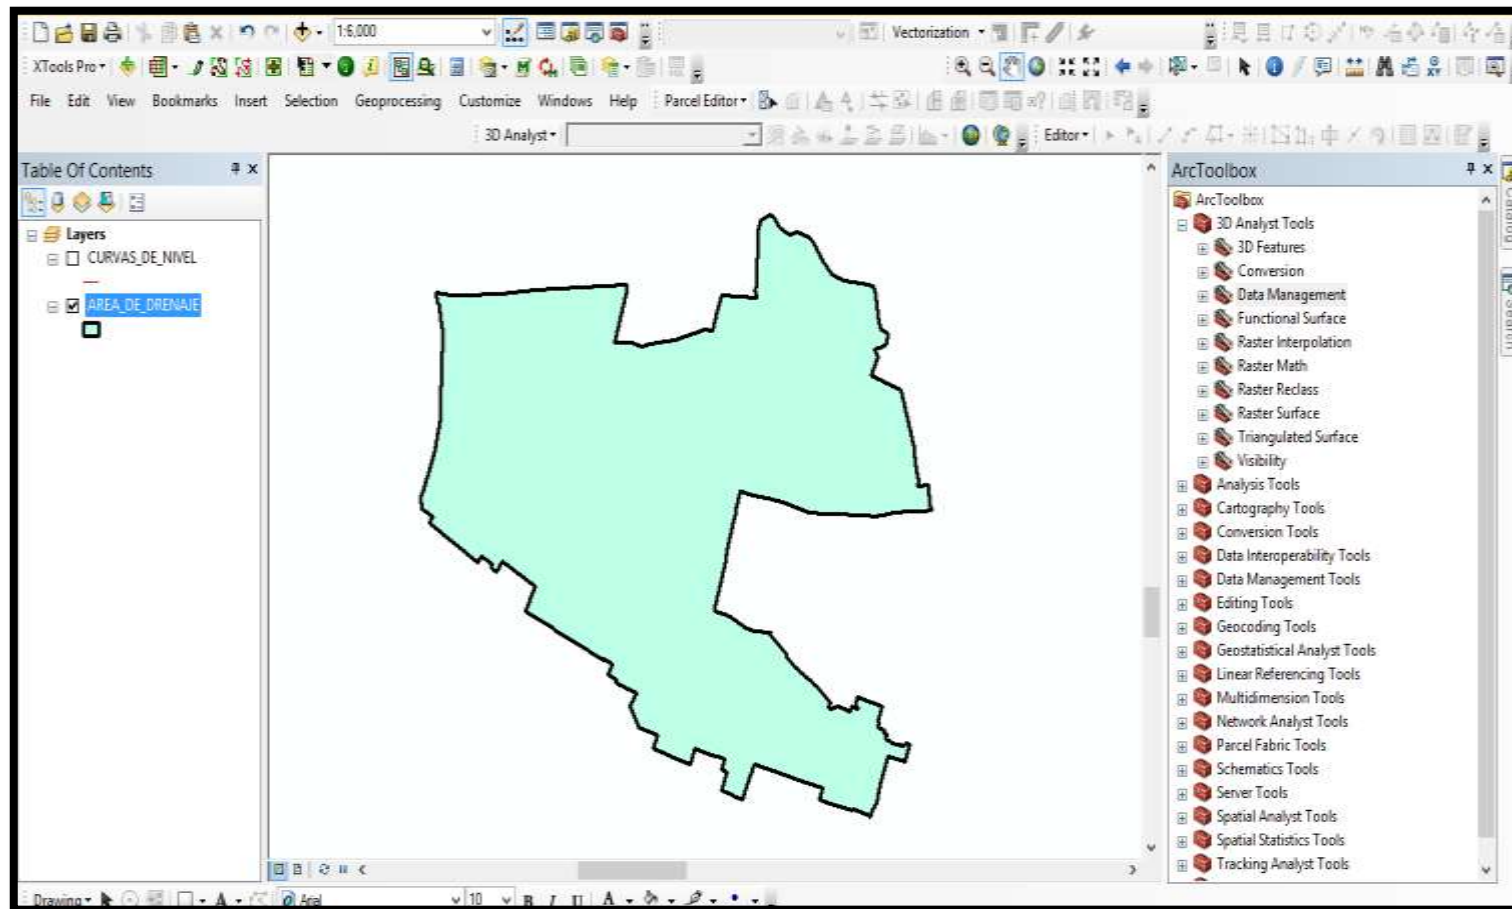 1:6,000
Vectorization
XTools Pro
File Edit View Bookmarks Insert Selection Geoprocessing Customize Windows Help Parcel Editor
3D Analyst
Editor
Table Of Contents
Layers
CURVAS_DE_NIVEL
AREA_DE_DRENAJE
ArcToolbox
ArcToolbox
3D Analyst Tools
3D Features
Conversion
Data Management
Functional Surface
Raster Interpolation
Raster Math
Raster Reclass
Raster Surface
Triangulated Surface
Visibility
Analysis Tools
Cartography Tools
Conversion Tools
Data Interoperability Tools
Data Management Tools
Editing Tools
Geocoding Tools
Geostatistical Analyst Tools
Linear Referencing Tools
Multidimension Tools
Network Analyst Tools
Parcel Fabric Tools
Schematics Tools
Server Tools
Spatial Analyst Tools
Spatial Statistics Tools
Tracking Analyst Tools
Drawing A Arial 10 B I U A